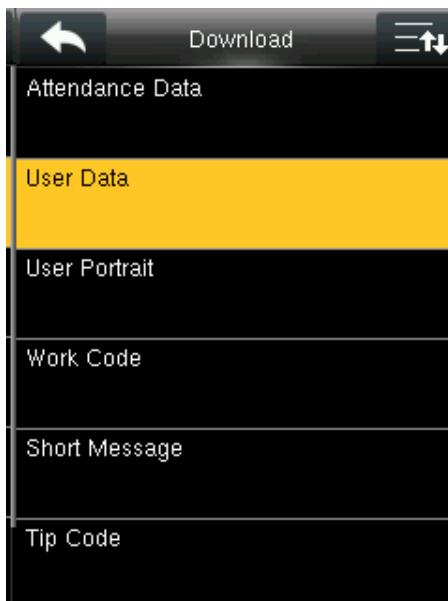 Download
Attendance Data
User Data
User Portrait
Work Code
Short Message
Tip Code